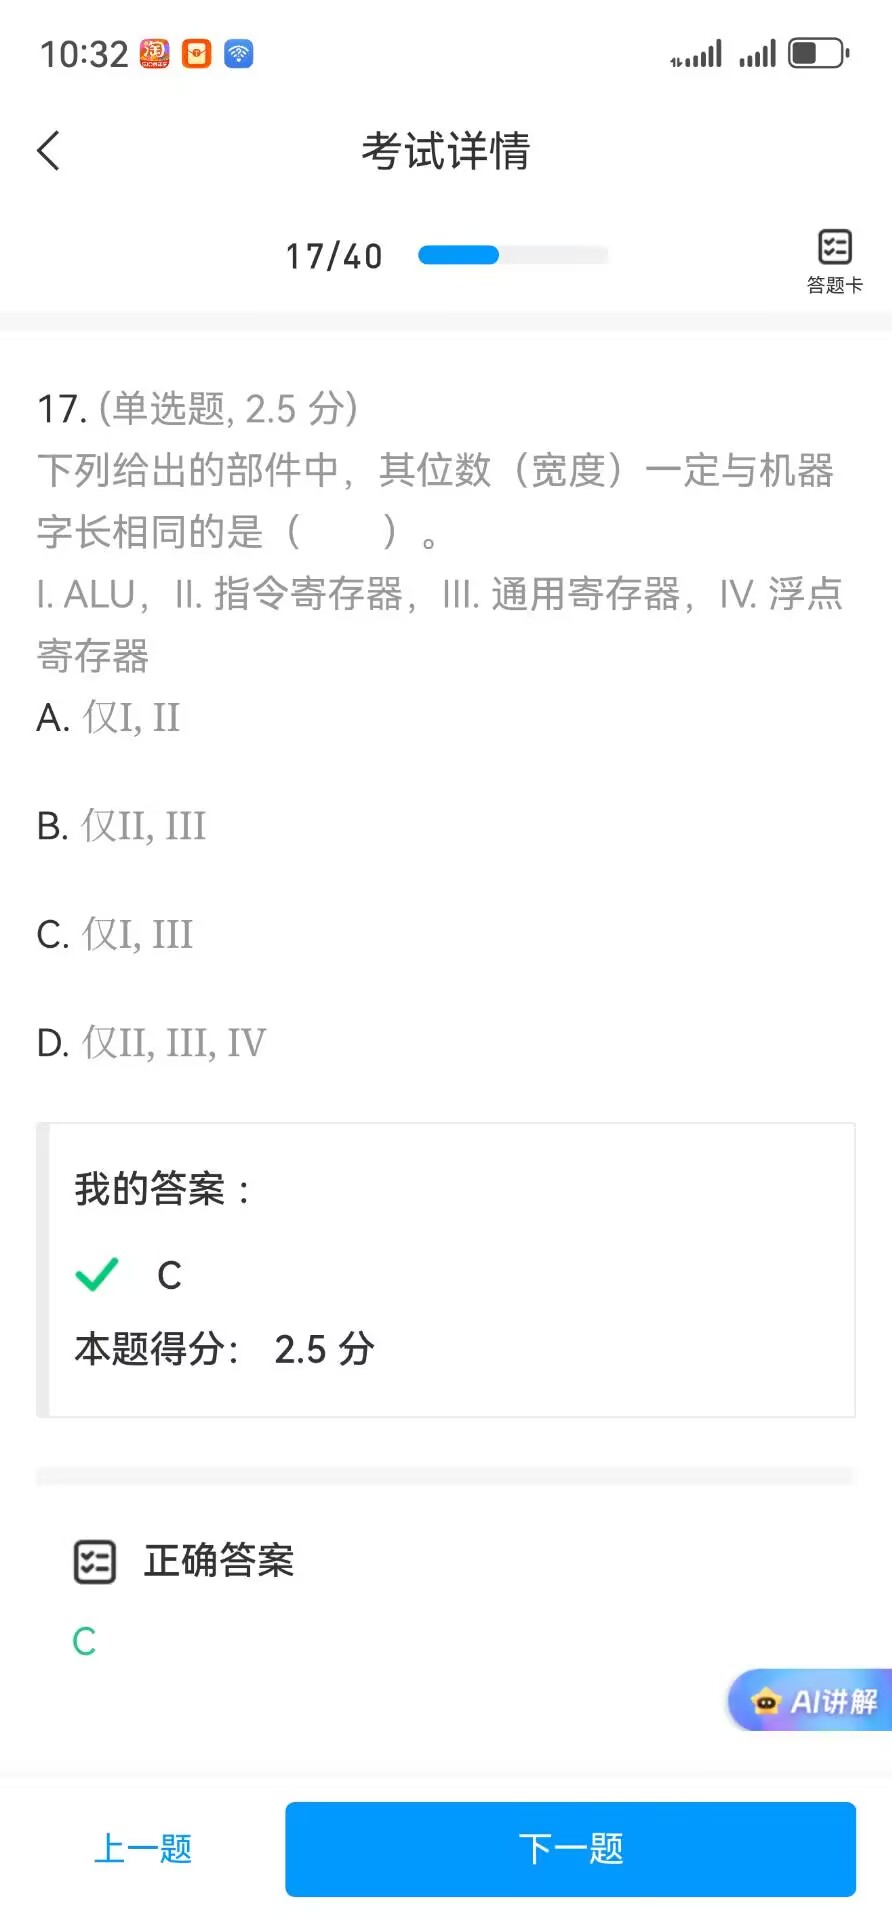 10:32
考试详情
17/40
答题卡
17. (单选题, 2.5 分)
下列给出的部件中，其位数（宽度）一定与机器
字长相同的是（　　）。
I. ALU，II. 指令寄存器，III. 通用寄存器，IV. 浮点
寄存器
A. 仅I, II
B. 仅II, III
C. 仅I, III
D. 仅II, III, IV
我的答案：
C
本题得分： 2.5 分
正确答案
C
AI讲解
上一题
下一题